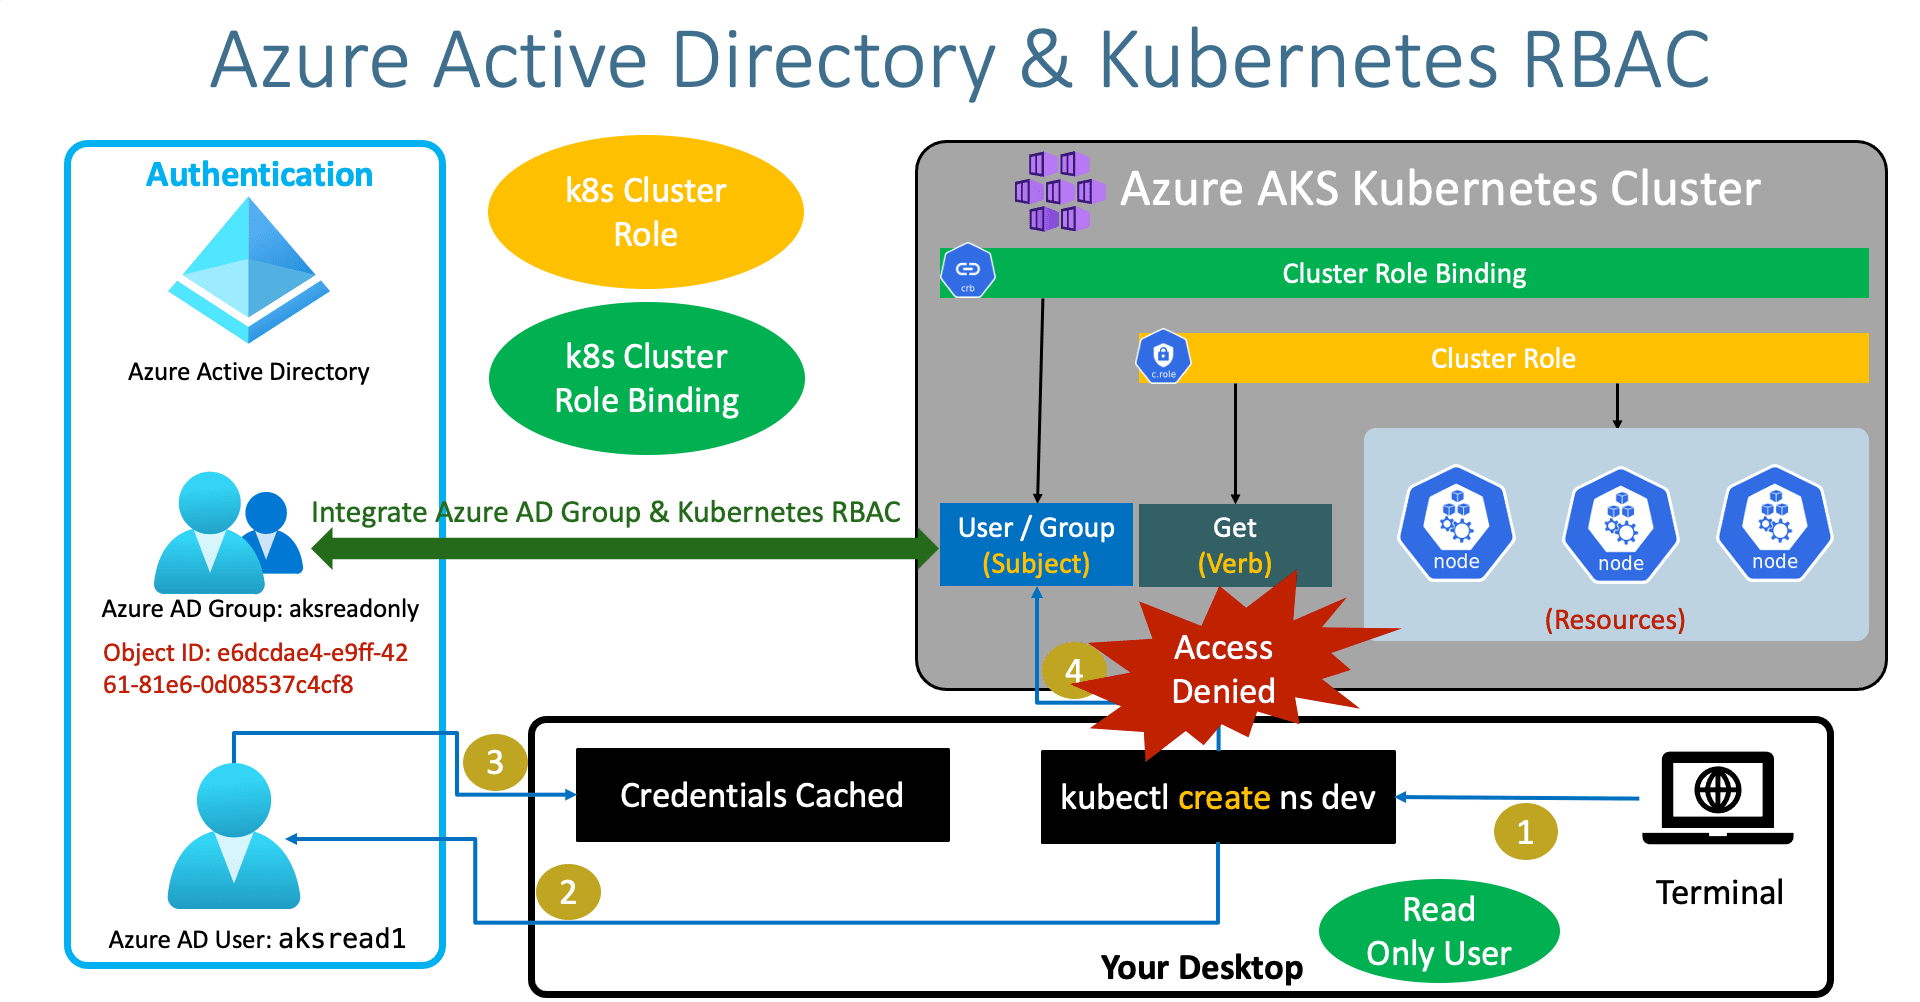 Azure Active Directory & Kubernetes RBAC
Authentication
Azure Active Directory
k8s Cluster
Role
k8s Cluster
Role Binding
Azure AKS Kubernetes Cluster
crb
Cluster Role Binding
c.role
Cluster Role
Integrate Azure AD Group & Kubernetes RBAC
User / Group
(Subject)
Get
(Verb)
node
node
node
(Resources)
Azure AD Group: aksreadonly
Object ID: e6dcdae4-e9ff-42
61-81e6-0d08537c4cf8
4
Access
Denied
3
Credentials Cached
kubectl create ns dev
1
2
Terminal
Read
Only User
Azure AD User: aksread1
Your Desktop